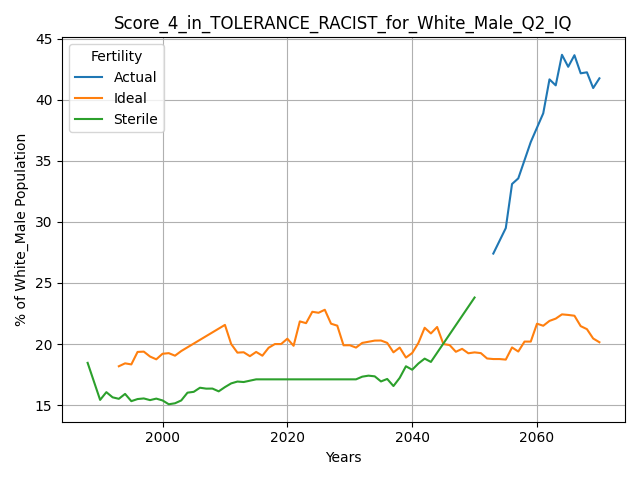 Score_4_in_TOLERANCE_RACIST_for_White_Male_Q2_IQ
Fertility
Actual
Ideal
Sterile
% of White_Male Population
45
40
35
30
25
20
15
2000
2020
2040
2060
Years